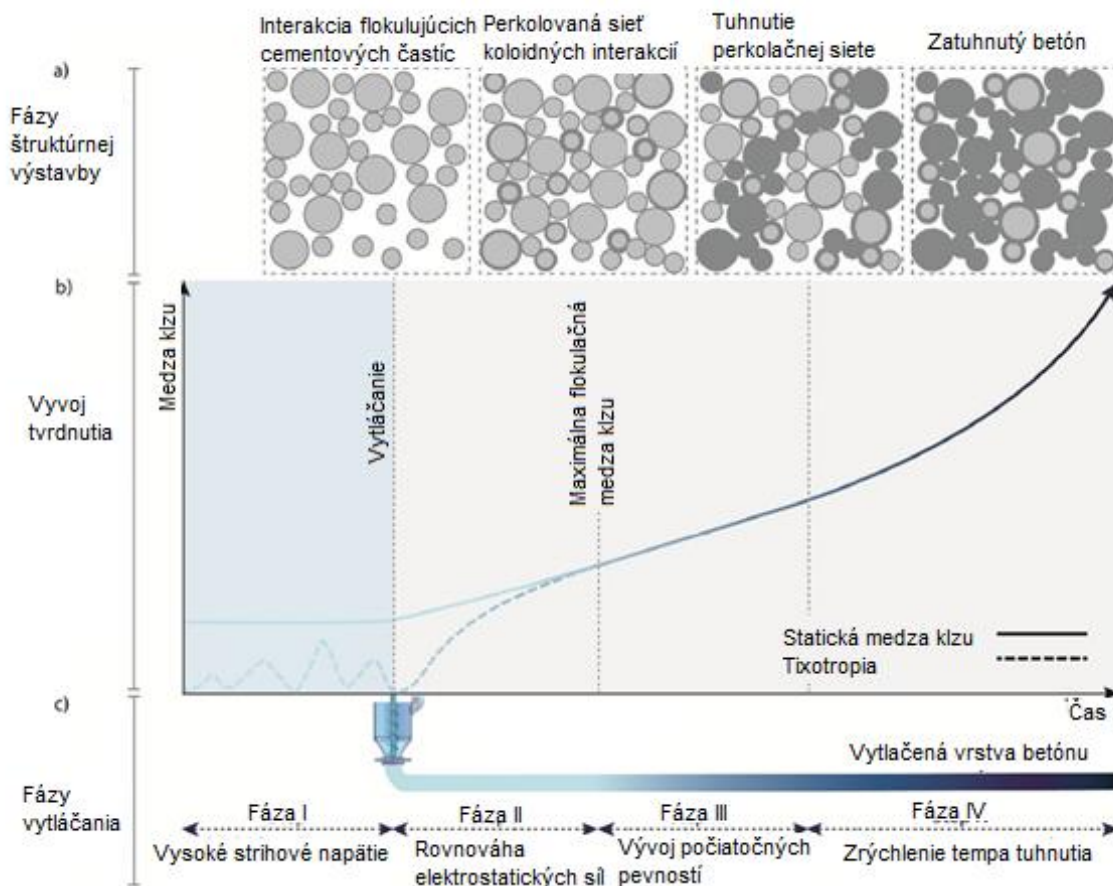 Interakcia flokulujúcich
cementových častíc
Perkolovaná sieť
koloidných interakcií
Tuhnutie
perkolačnej siete
Zatuhnutý betón
a)
Fázy
štruktúrnej
výstavby
b)
Vyvoj
tvrdnutia
Medza klzu
Vytláčanie
Maximálna flokulačná
medza klzu
Statická medza klzu
Tixotropia
Čas
c)
Fázy
vytláčania
Vytlačená vrstva betónu
Fáza I
Fáza II
Fáza III
Fáza IV
Vysoké strihové napätie
Rovnováha
elektrostatických síl
Vývoj počiatočných
pevností
Zrýchlenie tempa tuhnutia